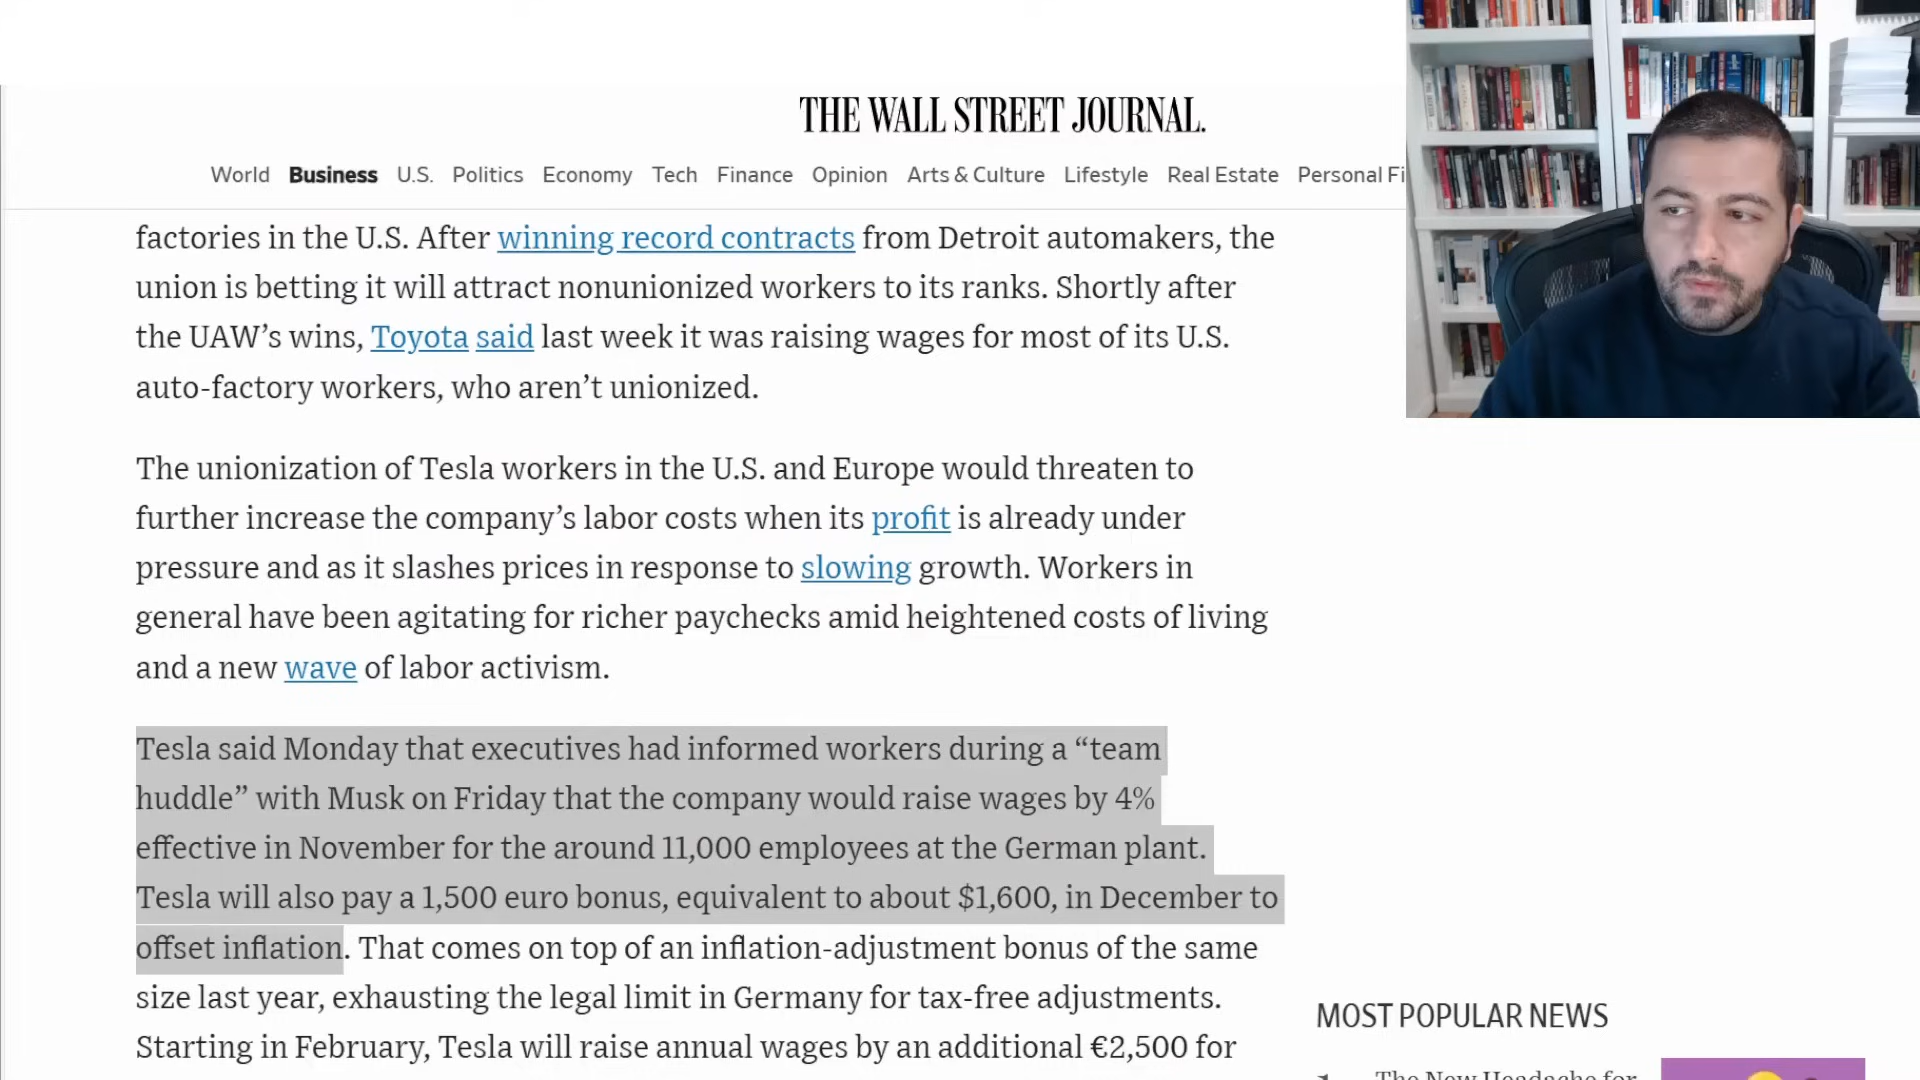 THE WALL STREET JOURNAL.
World Business U.S. Politics Economy Tech Finance Opinion Arts & Culture Lifestyle Real Estate Personal Fi
factories in the U.S. After winning record contracts from Detroit automakers, the
union is betting it will attract nonunionized workers to its ranks. Shortly after
the UAW’s wins, Toyota said last week it was raising wages for most of its U.S.
auto-factory workers, who aren’t unionized.
The unionization of Tesla workers in the U.S. and Europe would threaten to
further increase the company’s labor costs when its profit is already under
pressure and as it slashes prices in response to slowing growth. Workers in
general have been agitating for richer paychecks amid heightened costs of living
and a new wave of labor activism.
Tesla said Monday that executives had informed workers during a “team
huddle” with Musk on Friday that the company would raise wages by 4%
effective in November for the around 11,000 employees at the German plant.
Tesla will also pay a 1,500 euro bonus, equivalent to about $1,600, in December to
offset inflation. That comes on top of an inflation-adjustment bonus of the same
size last year, exhausting the legal limit in Germany for tax-free adjustments.
Starting in February, Tesla will raise annual wages by an additional €2,500 for
MOST POPULAR NEWS
The New Headache for